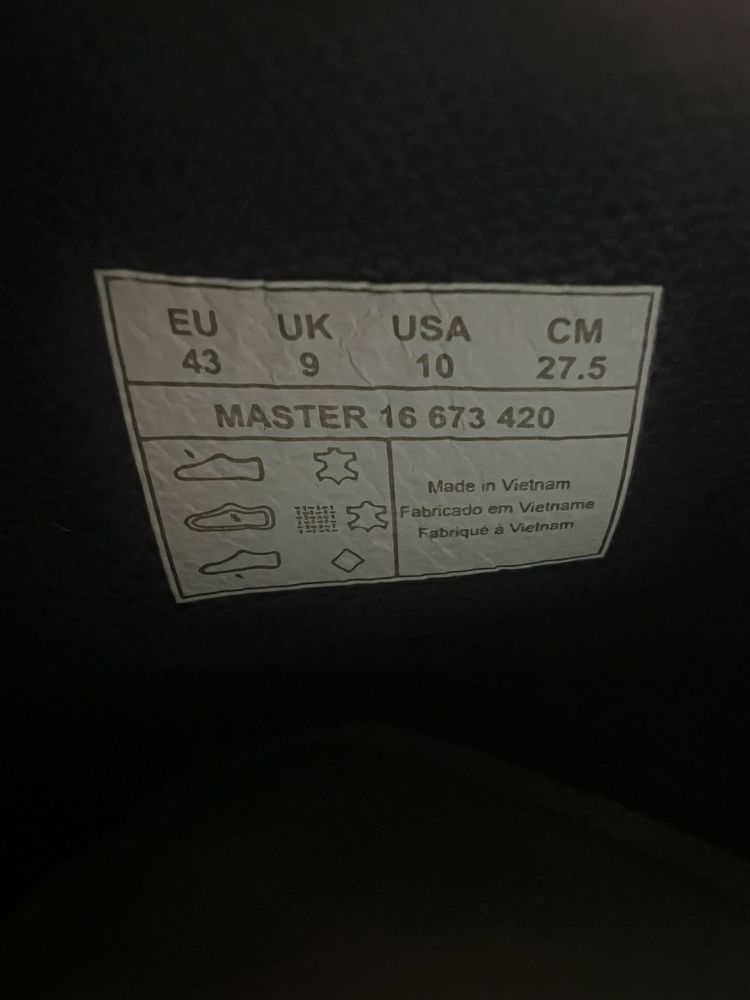 EU UK USA CM
43 9 10 27.5
MASTER 16 673 420
Made in Vietnam
Fabricado em Vietname
Fabriqué à Vietnam